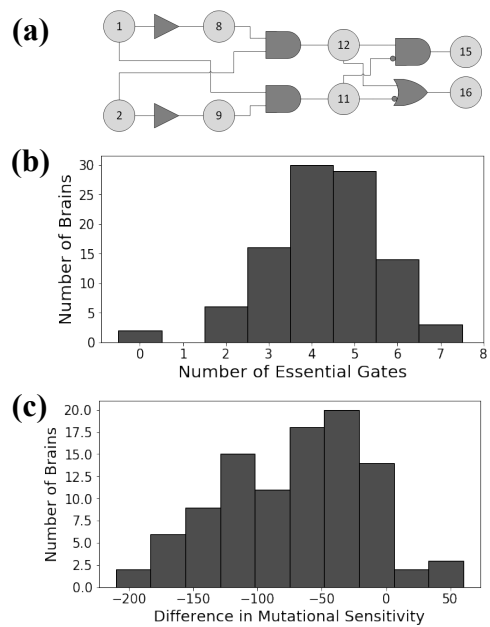 (a)
1 8 12 15
2 9 11 16
(b)
Number of Brains
30
25
20
15
10
5
0
0 1 2 3 4 5 6 7 8
Number of Essential Gates
(c)
Number of Brains
20.0
17.5
15.0
12.5
10.0
7.5
5.0
2.5
0.0
−200 −150 −100 −50 0 50
Difference in Mutational Sensitivity